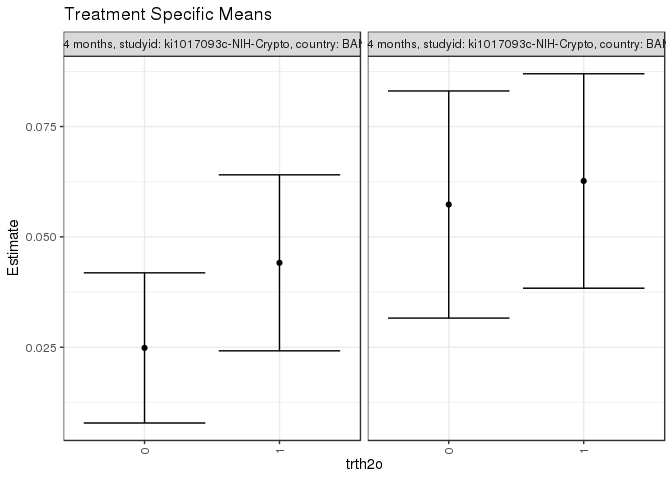 Treatment Specific Means
4 months, studyid: ki1017093c-NIH-Crypto, country: BAN
4 months, studyid: ki1017093c-NIH-Crypto, country: BAN
0.075
0.050
0.025
Estimate
0
1
0
1
trth2o